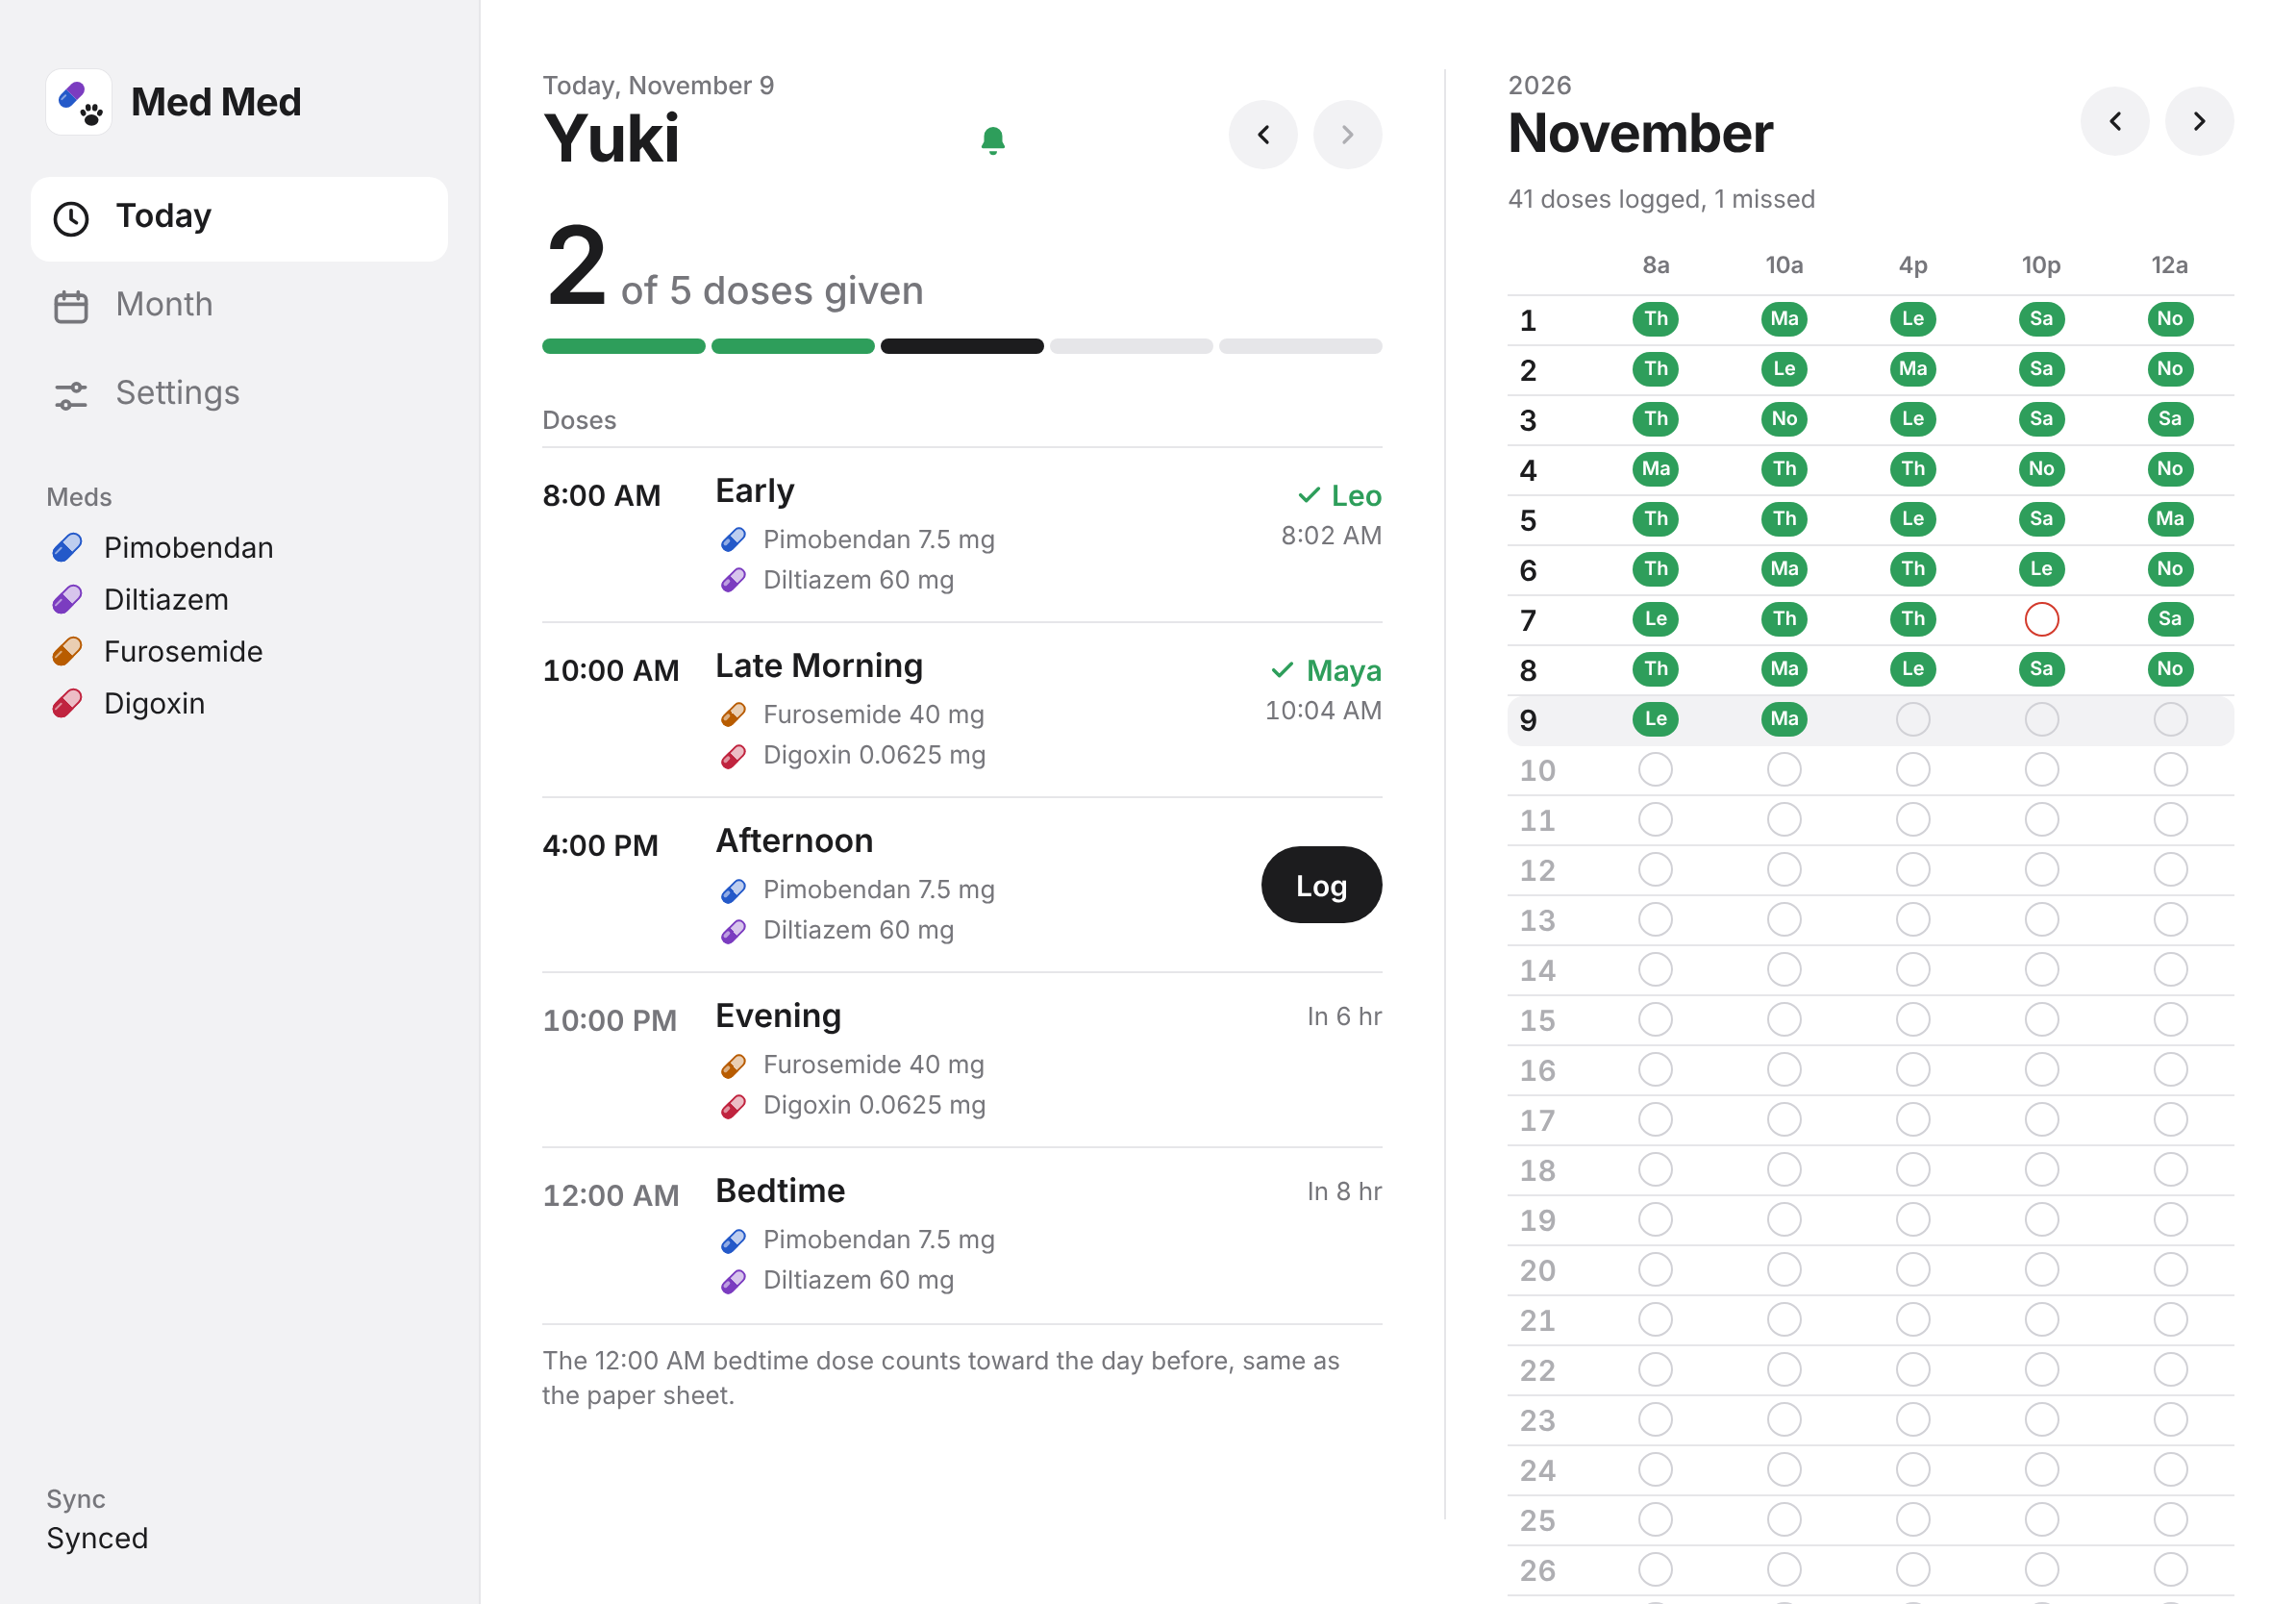 Med Med
Today
Month
Settings
Meds
Pimobendan
Diltiazem
Furosemide
Digoxin
Sync
Synced
Today, November 9
Yuki
2 of 5 doses given
Doses
8:00 AM Early Leo
Pimobendan 7.5 mg 8:02 AM
Diltiazem 60 mg
10:00 AM Late Morning Maya
Furosemide 40 mg 10:04 AM
Digoxin 0.0625 mg
4:00 PM Afternoon
Pimobendan 7.5 mg Log
Diltiazem 60 mg
10:00 PM Evening In 6 hr
Furosemide 40 mg
Digoxin 0.0625 mg
12:00 AM Bedtime In 8 hr
Pimobendan 7.5 mg
Diltiazem 60 mg
The 12:00 AM bedtime dose counts toward the day before, same as
the paper sheet.
2026
November
41 doses logged, 1 missed
8a 10a 4p 10p 12a
1 Th Ma Le Sa No
2 Th Le Ma Sa No
3 Th No Le Sa Sa
4 Ma Th Th No No
5 Th Th Le Sa Ma
6 Th Ma Th Le No
7 Le Th Th Sa
8 Th Ma Le Sa No
9 Le Ma
10
11
12
13
14
15
16
17
18
19
20
21
22
23
24
25
26